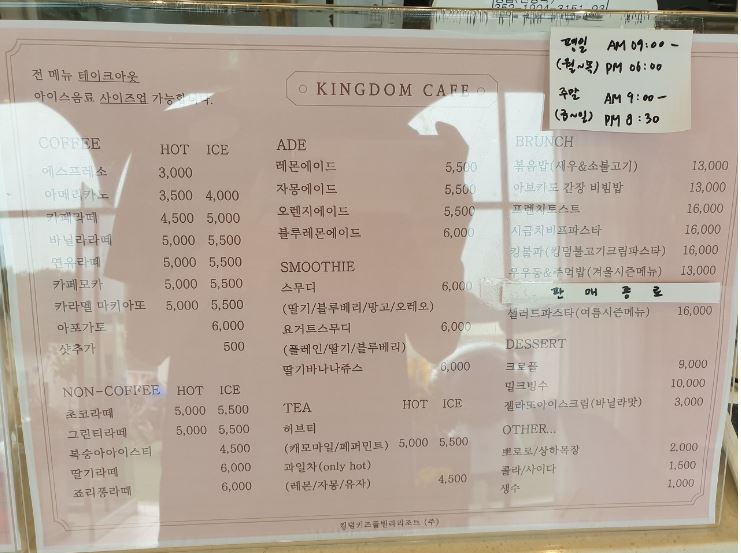 전 메뉴 테이크아웃
아이스음료 사이즈업 가능합니다.
KINGDOM CAFE
평일 AM 09:00 -
(월~목) PM 06:00
주말 AM 9:00 -
(금~일) PM 8:30
COFFEE HOT ICE
에스프레소 3,000
아메리카노 3,500 4,000
카페라떼 4,500 5,000
바닐라라떼 5,000 5,500
연유라떼 5,000 5,500
카페모카 5,000 5,500
카라멜 마키아또 5,000 5,500
아포가토 6,000
샷추가 500
NON-COFFEE HOT ICE
초코라떼 5,000 5,500
그린티라떼 5,000 5,500
복숭아아이스티 4,500
딸기라떼 6,000
죠리퐁라떼 6,000
ADE
레몬에이드 5,500
자몽에이드 5,500
오렌지에이드 5,500
블루레몬에이드 6,000
SMOOTHIE
스무디 6,000
(딸기/블루베리/망고/오레오)
요거트스무디 6,000
(플레인/딸기/블루베리)
딸기바나나쥬스 6,000
TEA HOT ICE
허브티
(캐모마일/페퍼민트) 5,000 5,500
과일차(only hot)
(레몬/자몽/유자) 4,500
BRUNCH
볶음밥(새우&소불고기) 13,000
아보카도 간장 비빔밥 13,000
프렌치토스트 16,000
시금치비프파스타 16,000
킹불파(킹덤불고기크림파스타) 16,000
우동&주먹밥(겨울시즌메뉴) 13,000
판매종료
샐러드파스타(여름시즌메뉴) 16,000
DESSERT
크로플 9,000
밀크빙수 10,000
젤라또아이스크림(바닐라맛) 3,000
OTHER...
뽀로로/상하목장 2,000
콜라/사이다 1,500
생수 1,000
킹덤키즈풀빌라리조트 (주)